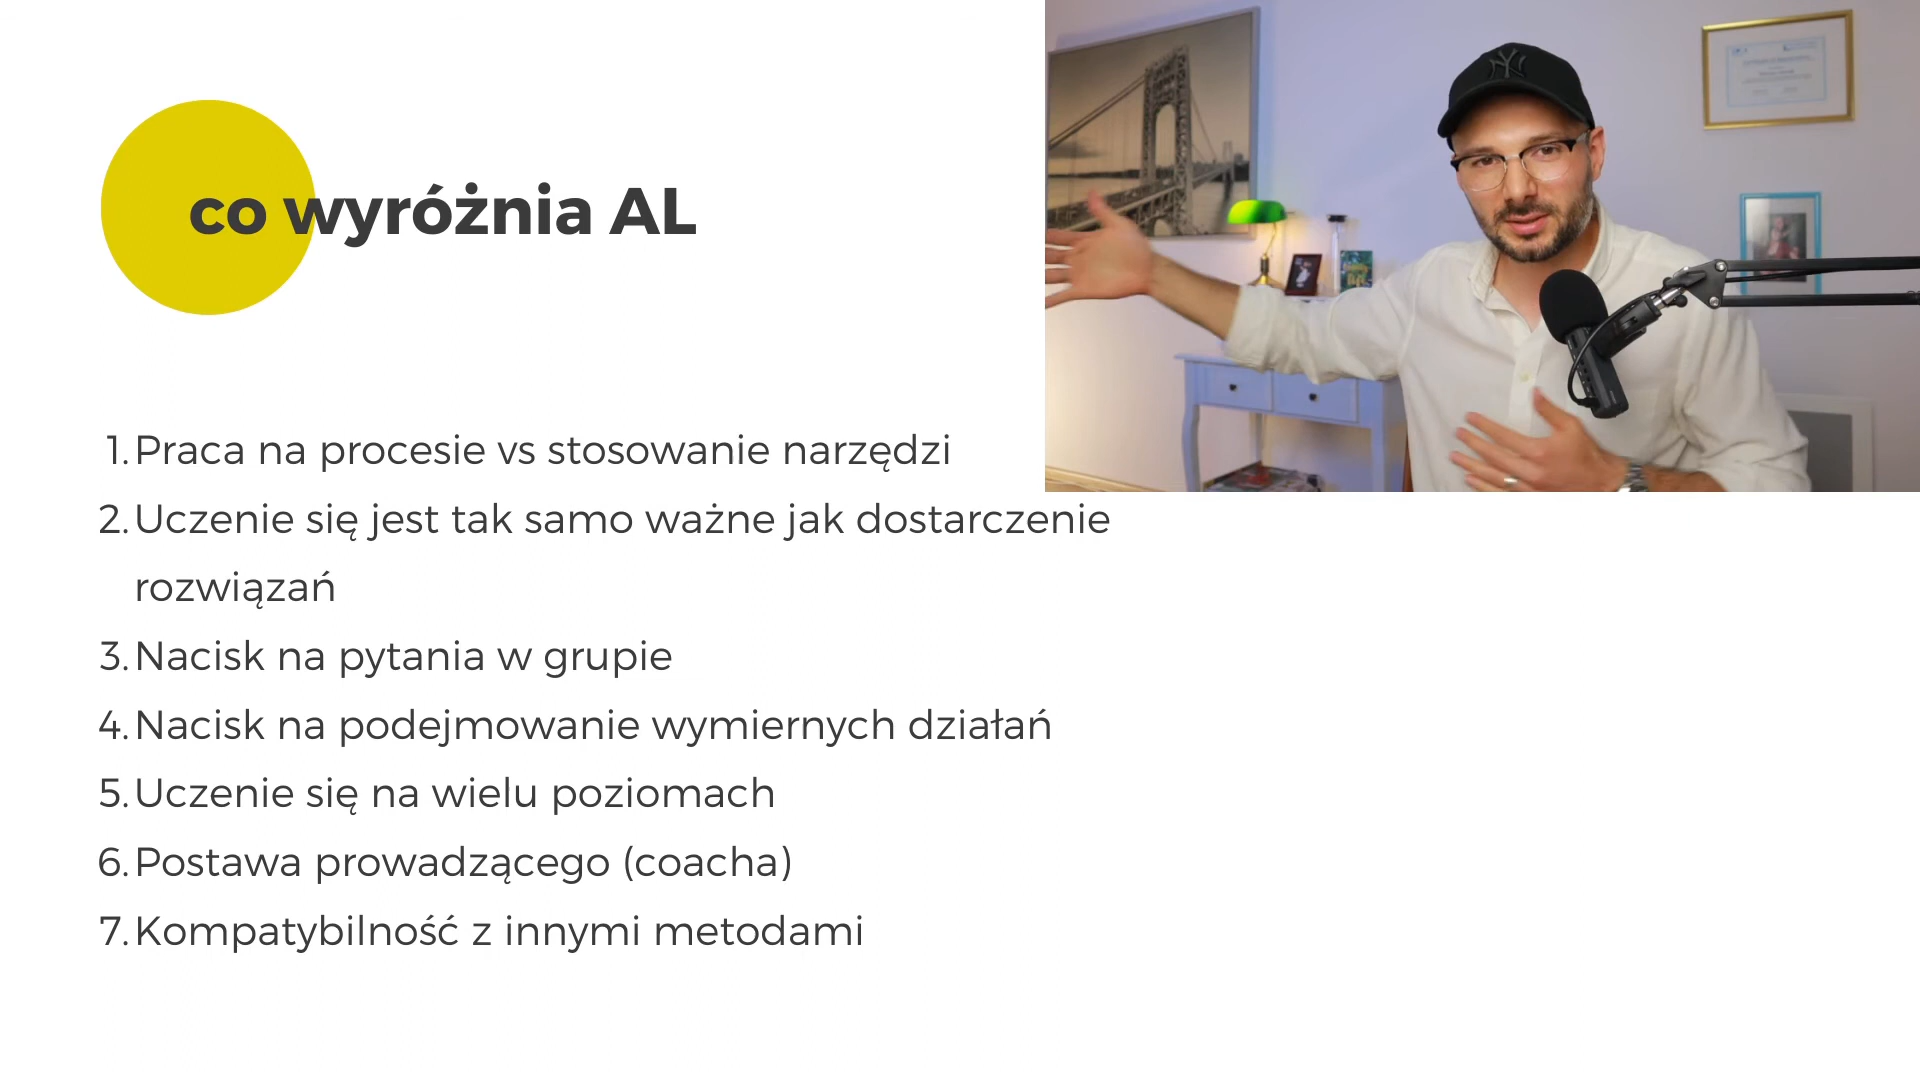 co wyróżnia AL
1. Praca na procesie vs stosowanie narzędzi
2. Uczenie się jest tak samo ważne jak dostarczenie
rozwiązań
3. Nacisk na pytania w grupie
4. Nacisk na podejmowanie wymiernych działań
5. Uczenie się na wielu poziomach
6. Postawa prowadzącego (coacha)
7. Kompatybilność z innymi metodami
NY